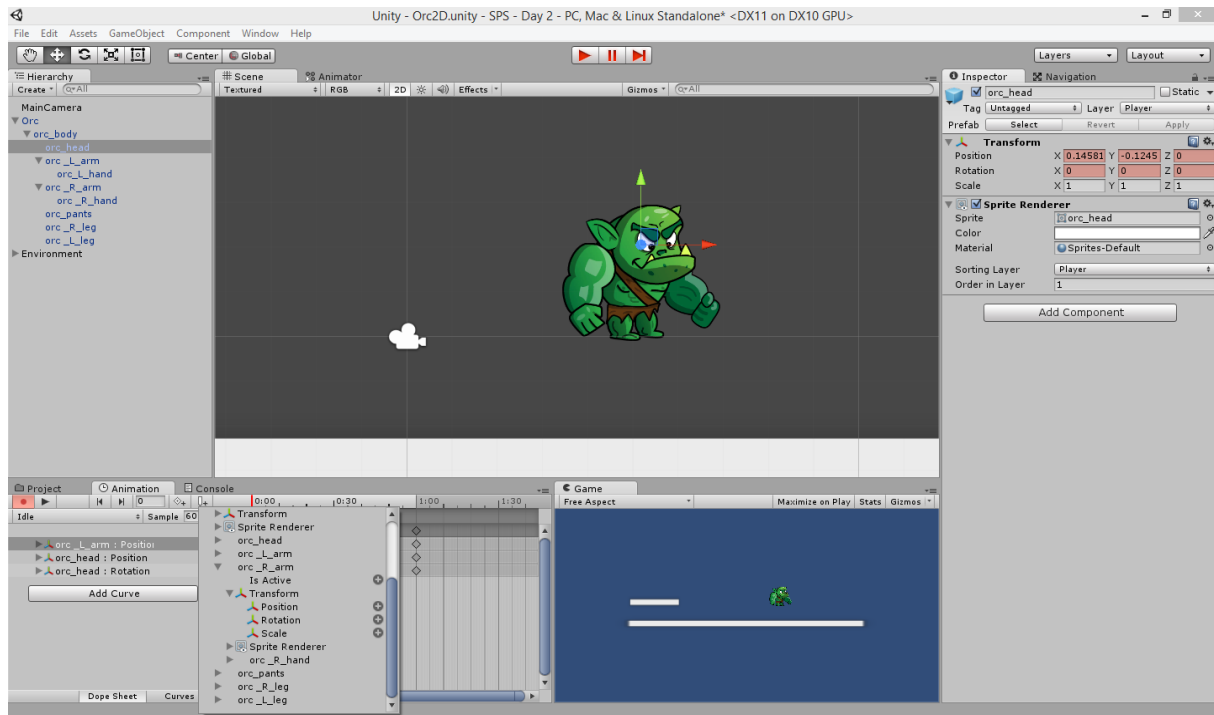 Unity - Orc2D.unity - SPS - Day 2 - PC, Mac & Linux Standalone* <DX11 on DX10 GPU>
File Edit Assets GameObject Component Window Help
Center Global Layers Layout
Hierarchy
Create All
MainCamera
Orc
orc_body
orc_head
orc _L_arm
orc_L_hand
orc _R_arm
orc _R_hand
orc_pants
orc _R_leg
orc _L_leg
Environment
Scene Animator
Textured RGB 2D Effects Gizmos All
Inspector Navigation
orc_head Static
Tag Untagged Layer Player
Prefab Select Revert Apply
Transform
Position X 0.14581 Y -0.1245 Z 0
Rotation X 0 Y 0 Z 0
Scale X 1 Y 1 Z 1
Sprite Renderer
Sprite orc_head
Color
Material Sprites-Default
Sorting Layer Player
Order in Layer 1
Add Component
Project Animation Console
0 0:00 0:30 1:00 1:30
Idle Sample 60
orc _L_arm : Position
orc_head : Position
orc_head : Rotation
Add Curve
Dope Sheet Curves
Transform
Sprite Renderer
orc_head
orc _L_arm
orc _R_arm
Is Active
Transform
Position
Rotation
Scale
Sprite Renderer
orc _R_hand
orc_pants
orc _R_leg
orc _L_leg
Game
Free Aspect Maximize on Play Stats Gizmos